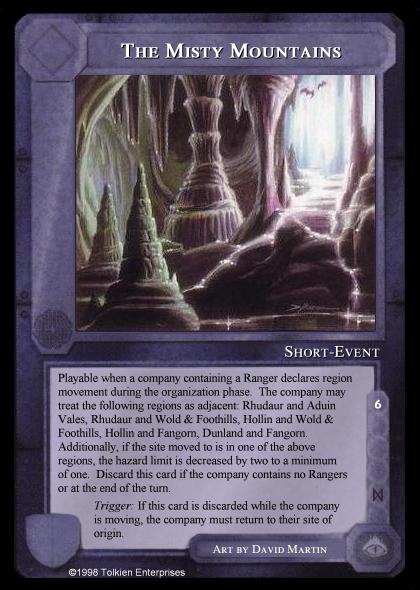 The Misty Mountains
Short-Event
Playable when a company containing a Ranger declares region
movement during the organization phase. The company may
treat the following regions as adjacent: Rhudaur and Aduin
Vales, Rhudaur and Wold & Foothills, Hollin and Wold &
Foothills, Hollin and Fangorn, Dunland and Fangorn.
Additionally, if the site moved to is in one of the above
regions, the hazard limit is decreased by two to a minimum
of one. Discard this card if the company contains no Rangers
or at the end of the turn.
6
Trigger: If this card is discarded while the company
is moving, the company must return to their site of
origin.
Art by David Martin
©1998 Tolkien Enterprises